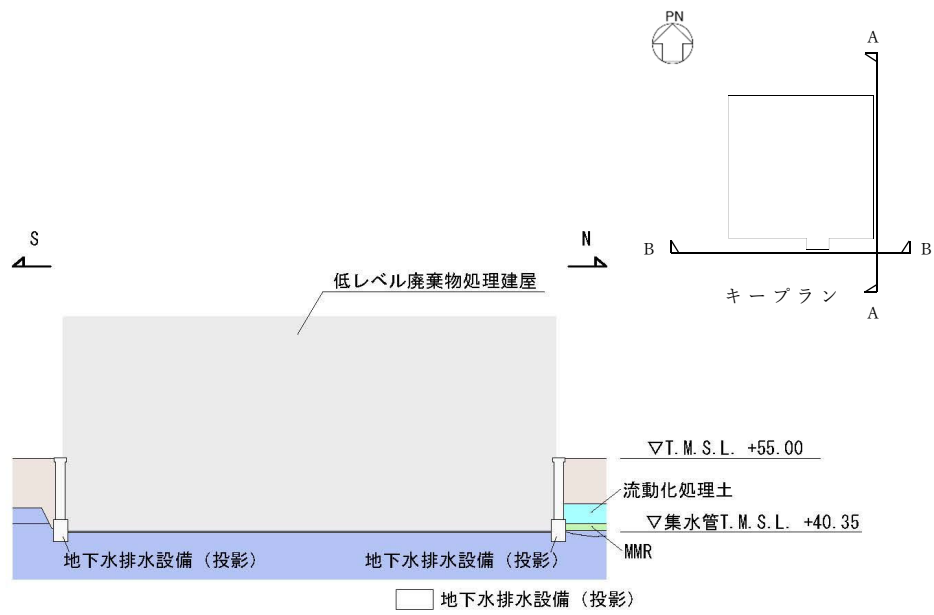 PN
A
B B
キープラン
A
S N
低レベル廃棄物処理建屋
▽T.M.S.L. +55.00
流動化処理土
▽集水管T.M.S.L. +40.35
MMR
地下水排水設備（投影） 地下水排水設備（投影）
地下水排水設備（投影）